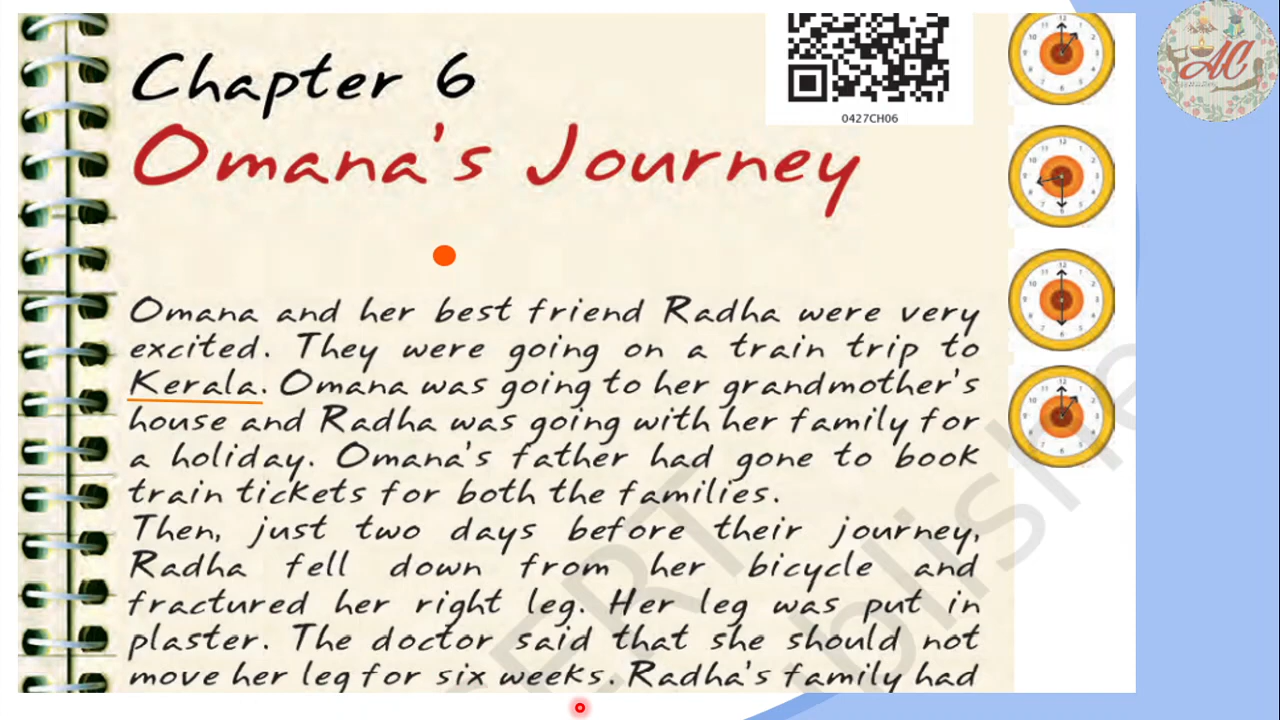 Chapter 6
0427CH06
Omana's Journey
Omana and her best friend Radha were very
excited. They were going on a train trip to
Kerala. Omana was going to her grandmother's
house and Radha was going with her family for
a holiday. Omana's father had gone to book
train tickets for both the families.
Then, just two days before their journey,
Radha fell down from her bicycle and
fractured her right leg. Her leg was put in
plaster. The doctor said that she should not
move her leg for six weeks. Radha's family had
AC